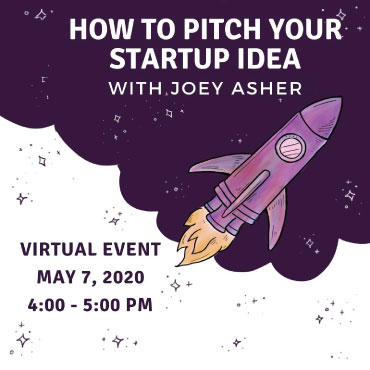 HOW TO PITCH YOUR
STARTUP IDEA
WITH JOEY ASHER
VIRTUAL EVENT
MAY 7, 2020
4:00 - 5:00 PM